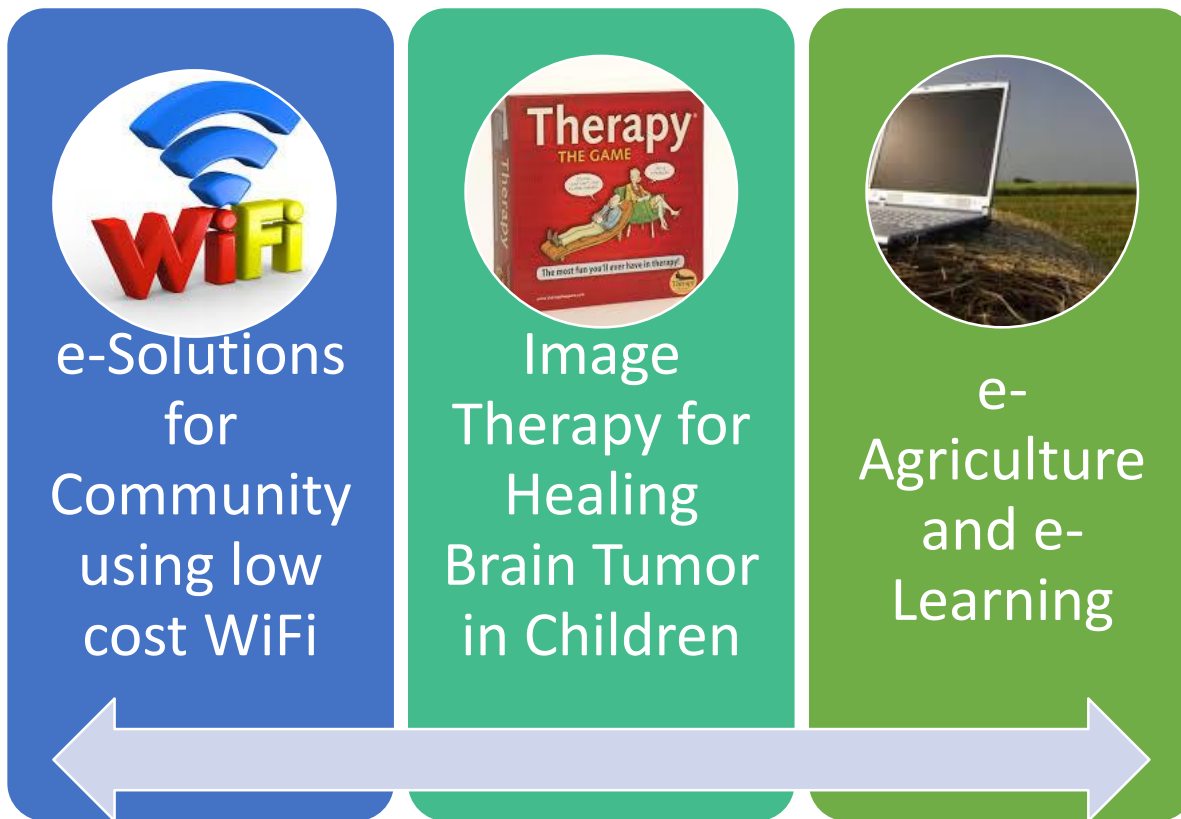 WiFi
e-Solutions
for
Community
using low
cost WiFi
Therapy
THE GAME
Therapy
The most fun you'll ever have in therapy!
Image
Therapy for
Healing
Brain Tumor
in Children
e-
Agriculture
and e-
Learning